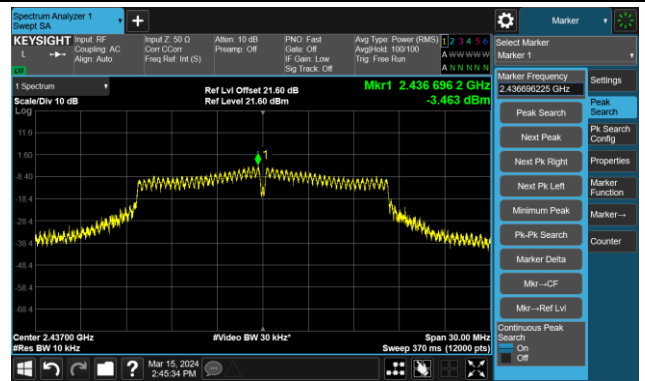 Spectrum Analyzer 1
Swept SA
+
Marker
KEYSIGHT
L
Input: RF
Coupling: AC
Align: Auto
Input Z: 50 Ω
Corr CCorr
Freq Ref: Int (S)
Atten: 10 dB
Preamp: Off
PNO: Fast
Gate: Off
IF Gain: Low
Sig Track: Off
Avg Type: Power (RMS)
Avg|Hold: 100/100
Trig: Free Run
1 2 3 4 5 6
A W W W W W
A N N N N N
Select Marker
Marker 1
1 Spectrum
Scale/Div 10 dB
Log
Ref Lvl Offset 21.60 dB
Ref Level 21.60 dBm
Mkr1 2.436 696 2 GHz
-3.463 dBm
1
11.6
1.60
-8.40
-18.4
-28.4
-38.4
-48.4
-58.4
-68.4
Center 2.43700 GHz
#Res BW 10 kHz
#Video BW 30 kHz*
Span 30.00 MHz
Sweep 370 ms (12000 pts)
Marker Frequency
2.436696225 GHz
Peak Search
Next Peak
Next Pk Right
Next Pk Left
Minimum Peak
Pk-Pk Search
Marker Delta
Mkr→CF
Mkr→Ref Lvl
Continuous Peak
Search
On
Off
Settings
Peak
Search
Pk Search
Config
Properties
Marker
Function
Marker→
Counter
?
Mar 15, 2024
2:45:34 PM